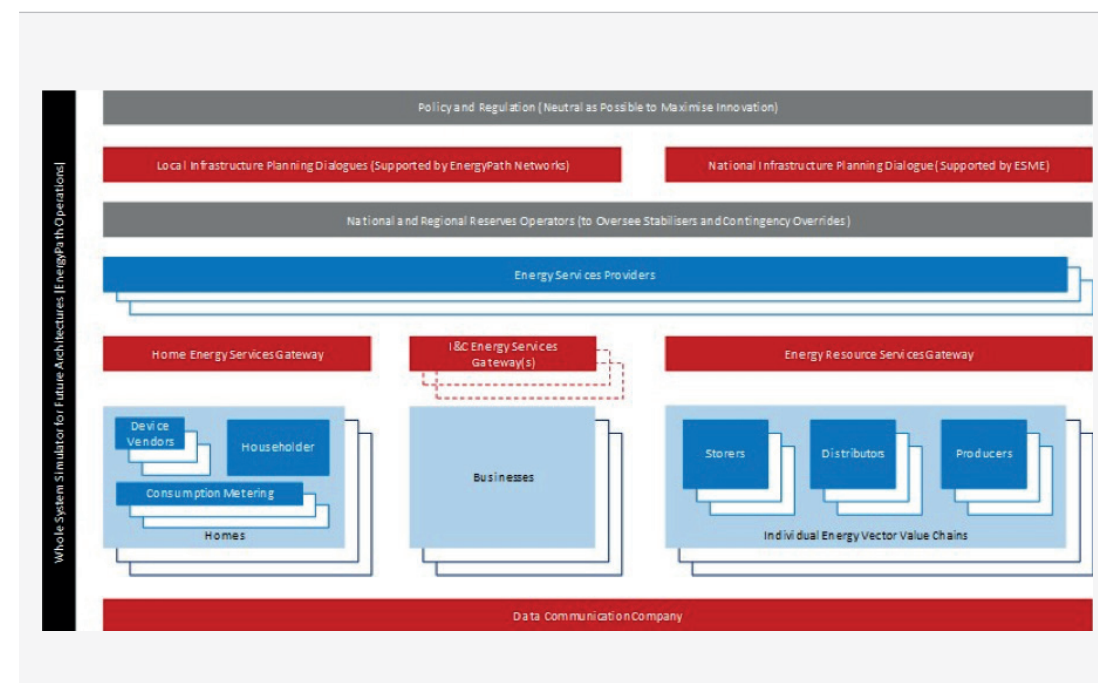 Whole System Simulator for Future Architectures |EnergyPath Operations|
Policy and Regulation (Neutral as Possible to Maximise Innovation)
Local Infrastructure Planning Dialogues (Supported by EnergyPath Networks)
National Infrastructure Planning Dialogue (Supported by ESME)
National and Regional Reserves Operators (to Oversee Stabilisers and Contingency Overrides)
Energy Services Providers
Home Energy Services Gateway
I&C Energy Services
Gateway(s)
Energy Resource Services Gateway
Device
Vendors
Householder
Consumption Metering
Homes
Businesses
Storers
Distributors
Producers
Individual Energy Vector Value Chains
Data Communication Company